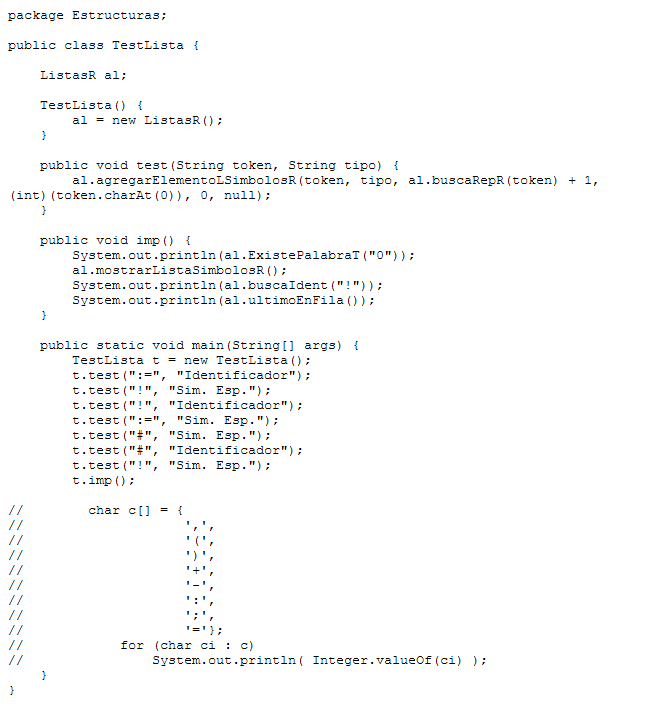 package Estructuras;

public class TestLista {

    ListasR al;

    TestLista() {
        al = new ListasR();
    }

    public void test(String token, String tipo) {
        al.agregarElementoLSimbolosR(token, tipo, al.buscaRepR(token) + 1,
(int)(token.charAt(0)), 0, null);
    }

    public void imp() {
        System.out.println(al.ExistePalabraT("0"));
        al.mostrarListaSimbolosR();
        System.out.println(al.buscaIdent("!"));
        System.out.println(al.ultimoEnFila());
    }

    public static void main(String[] args) {
        TestLista t = new TestLista();
        t.test(":=", "Identificador");
        t.test("!", "Sim. Esp.");
        t.test("!", "Identificador");
        t.test(":=", "Sim. Esp.");
        t.test("#", "Sim. Esp.");
        t.test("#", "Identificador");
        t.test("!", "Sim. Esp.");
        t.imp();

//        char c[] = {
//                    ',',
//                    '(',
//                    ')',
//                    '+',
//                    '-',
//                    ':',
//                    ';',
//                    '='};
//            for (char ci : c)
//                System.out.println( Integer.valueOf(ci) );
    }
}